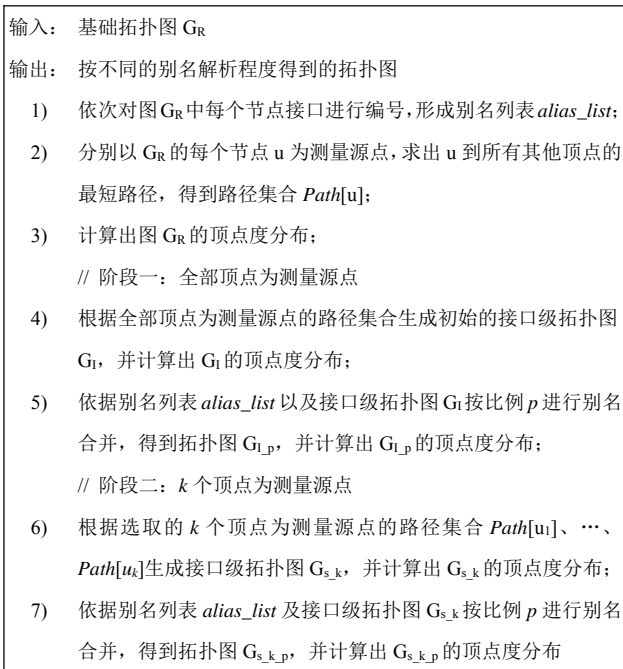 输入： 基础拓扑图 GR
输出： 按不同的别名解析程度得到的拓扑图
1) 依次对图GR中每个节点接口进行编号，形成别名列表alias_list；
2) 分别以 GR 的每个节点 u 为测量源点，求出 u 到所有其他顶点的
最短路径，得到路径集合 Path[u]；
3) 计算出图 GR 的顶点度分布；
// 阶段一：全部顶点为测量源点
4) 根据全部顶点为测量源点的路径集合生成初始的接口级拓扑图
GI，并计算出 GI 的顶点度分布；
5) 依据别名列表 alias_list 以及接口级拓扑图 GI 按比例 p 进行别名
合并，得到拓扑图 GI_p，并计算出 GI_p 的顶点度分布；
// 阶段二：k 个顶点为测量源点
6) 根据选取的 k 个顶点为测量源点的路径集合 Path[u1]、…、
Path[uk]生成接口级拓扑图 Gs_k，并计算出 Gs_k 的顶点度分布；
7) 依据别名列表 alias_list 及接口级拓扑图 Gs_k 按比例 p 进行别名
合并，得到拓扑图 Gs_k_p，并计算出 Gs_k_p 的顶点度分布